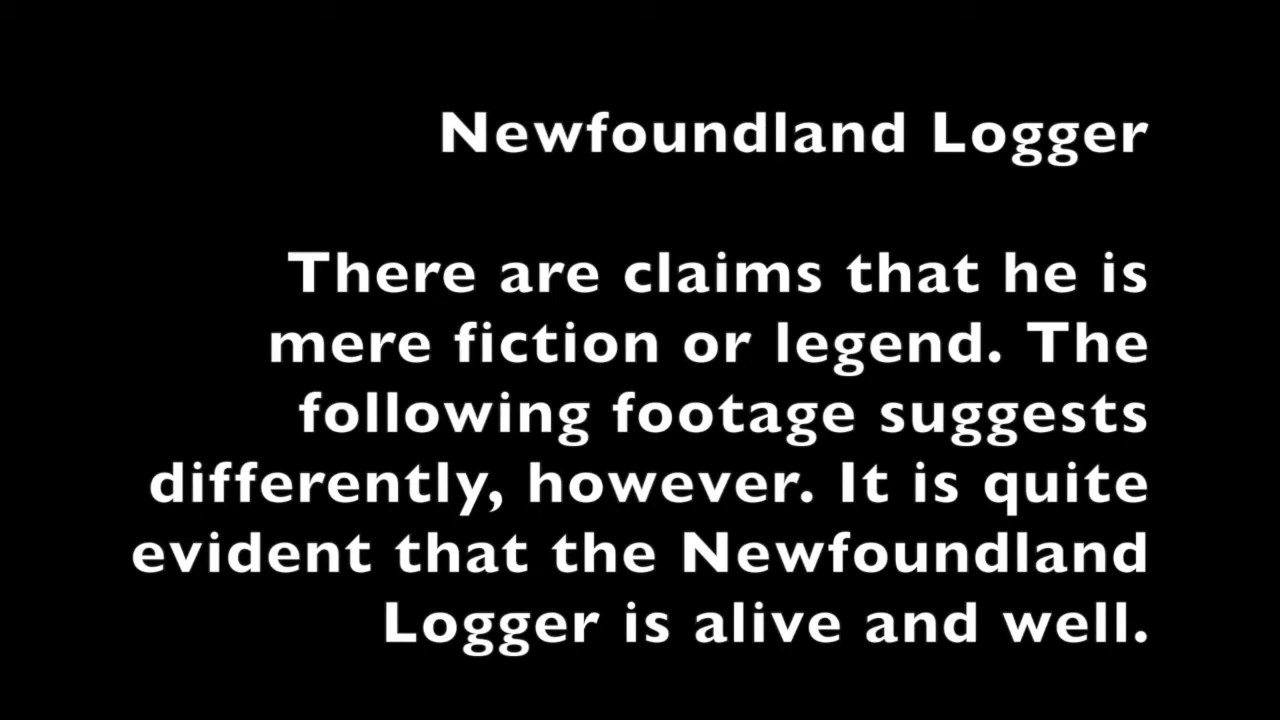 Newfoundland Logger
There are claims that he is
mere fiction or legend. The
following footage suggests
differently, however. It is quite
evident that the Newfoundland
Logger is alive and well.